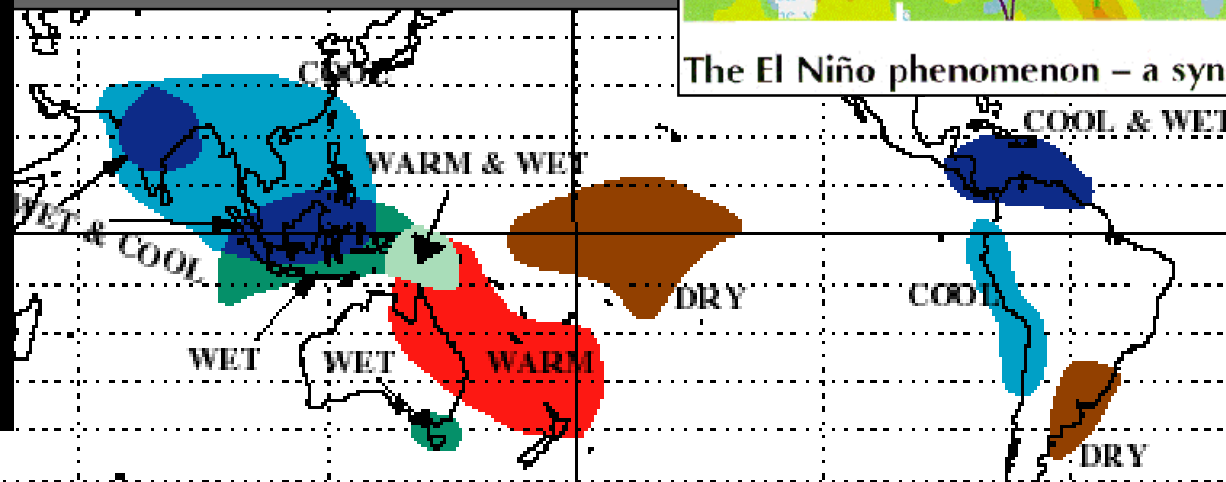 The El Niño phenomenon – a syn
COOL
COOL & WET
WARM & WET
WET & COOL
DRY
COOL
WET
WET
WARM
DRY